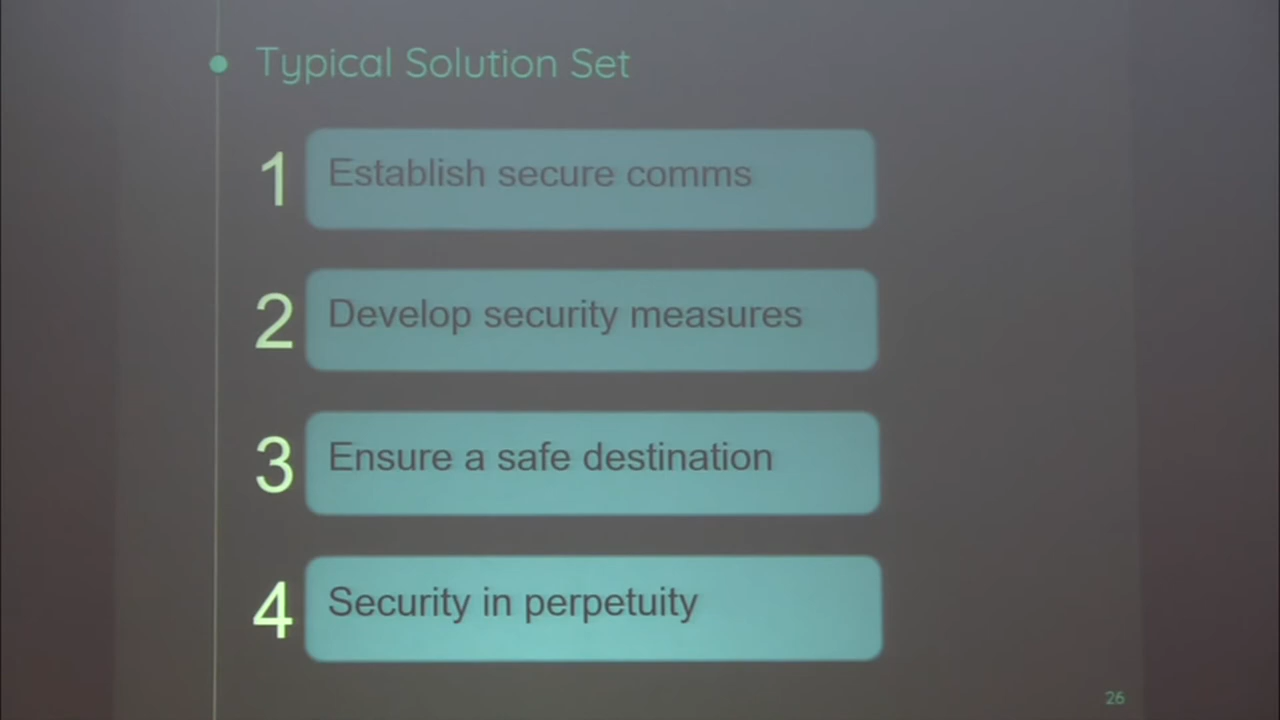 Typical Solution Set
1 Establish secure comms
2 Develop security measures
3 Ensure a safe destination
4 Security in perpetuity
26